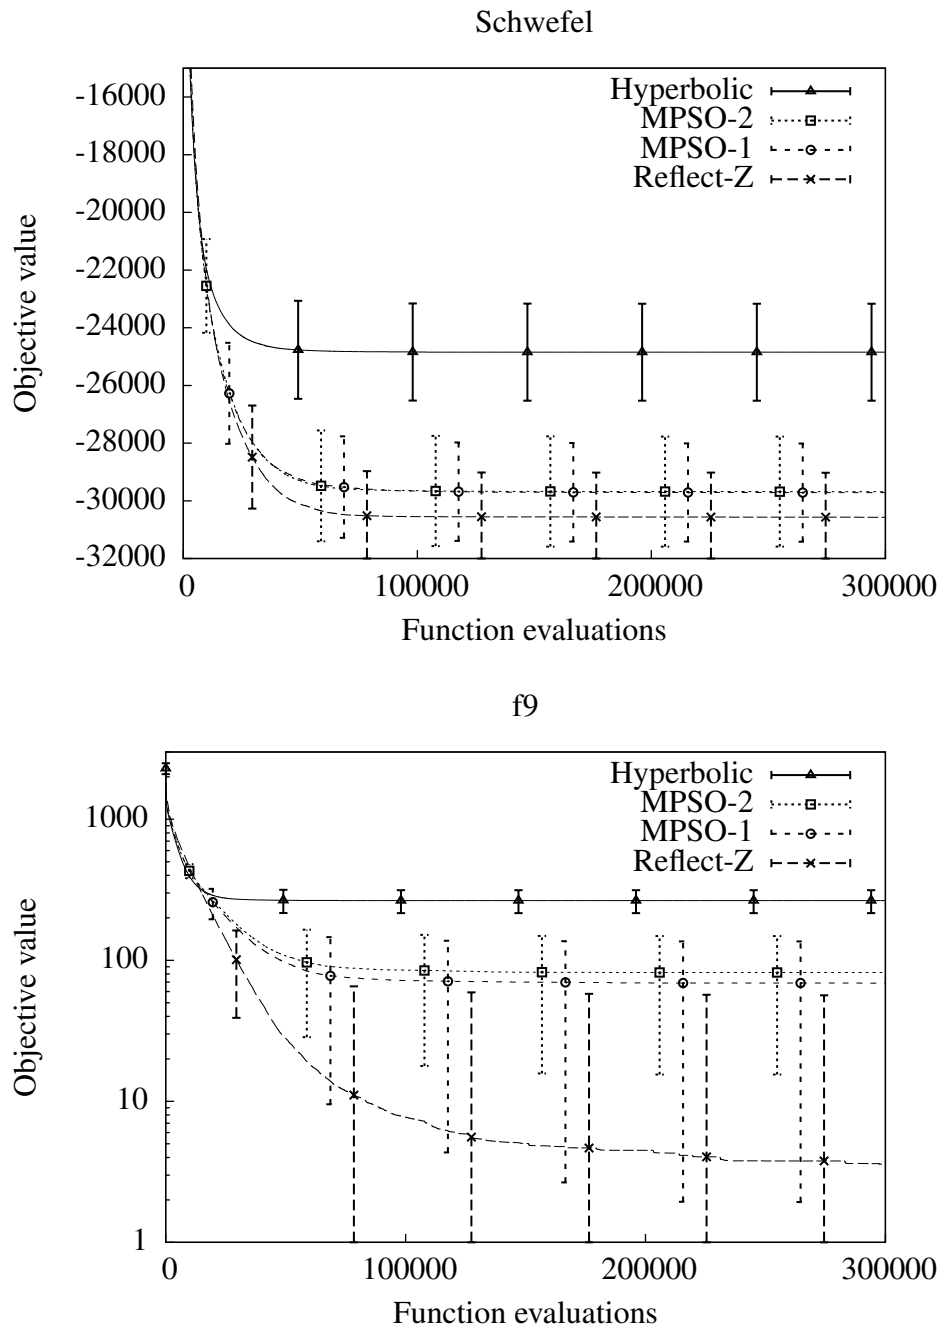 Schwefel
Hyperbolic
MPSO-2
MPSO-1
Reflect-Z
-16000
-18000
-20000
-22000
-24000
-26000
-28000
-30000
-32000
Objective value
0 100000 200000 300000
Function evaluations
f9
Hyperbolic
MPSO-2
MPSO-1
Reflect-Z
1000
100
10
1
Objective value
0 100000 200000 300000
Function evaluations